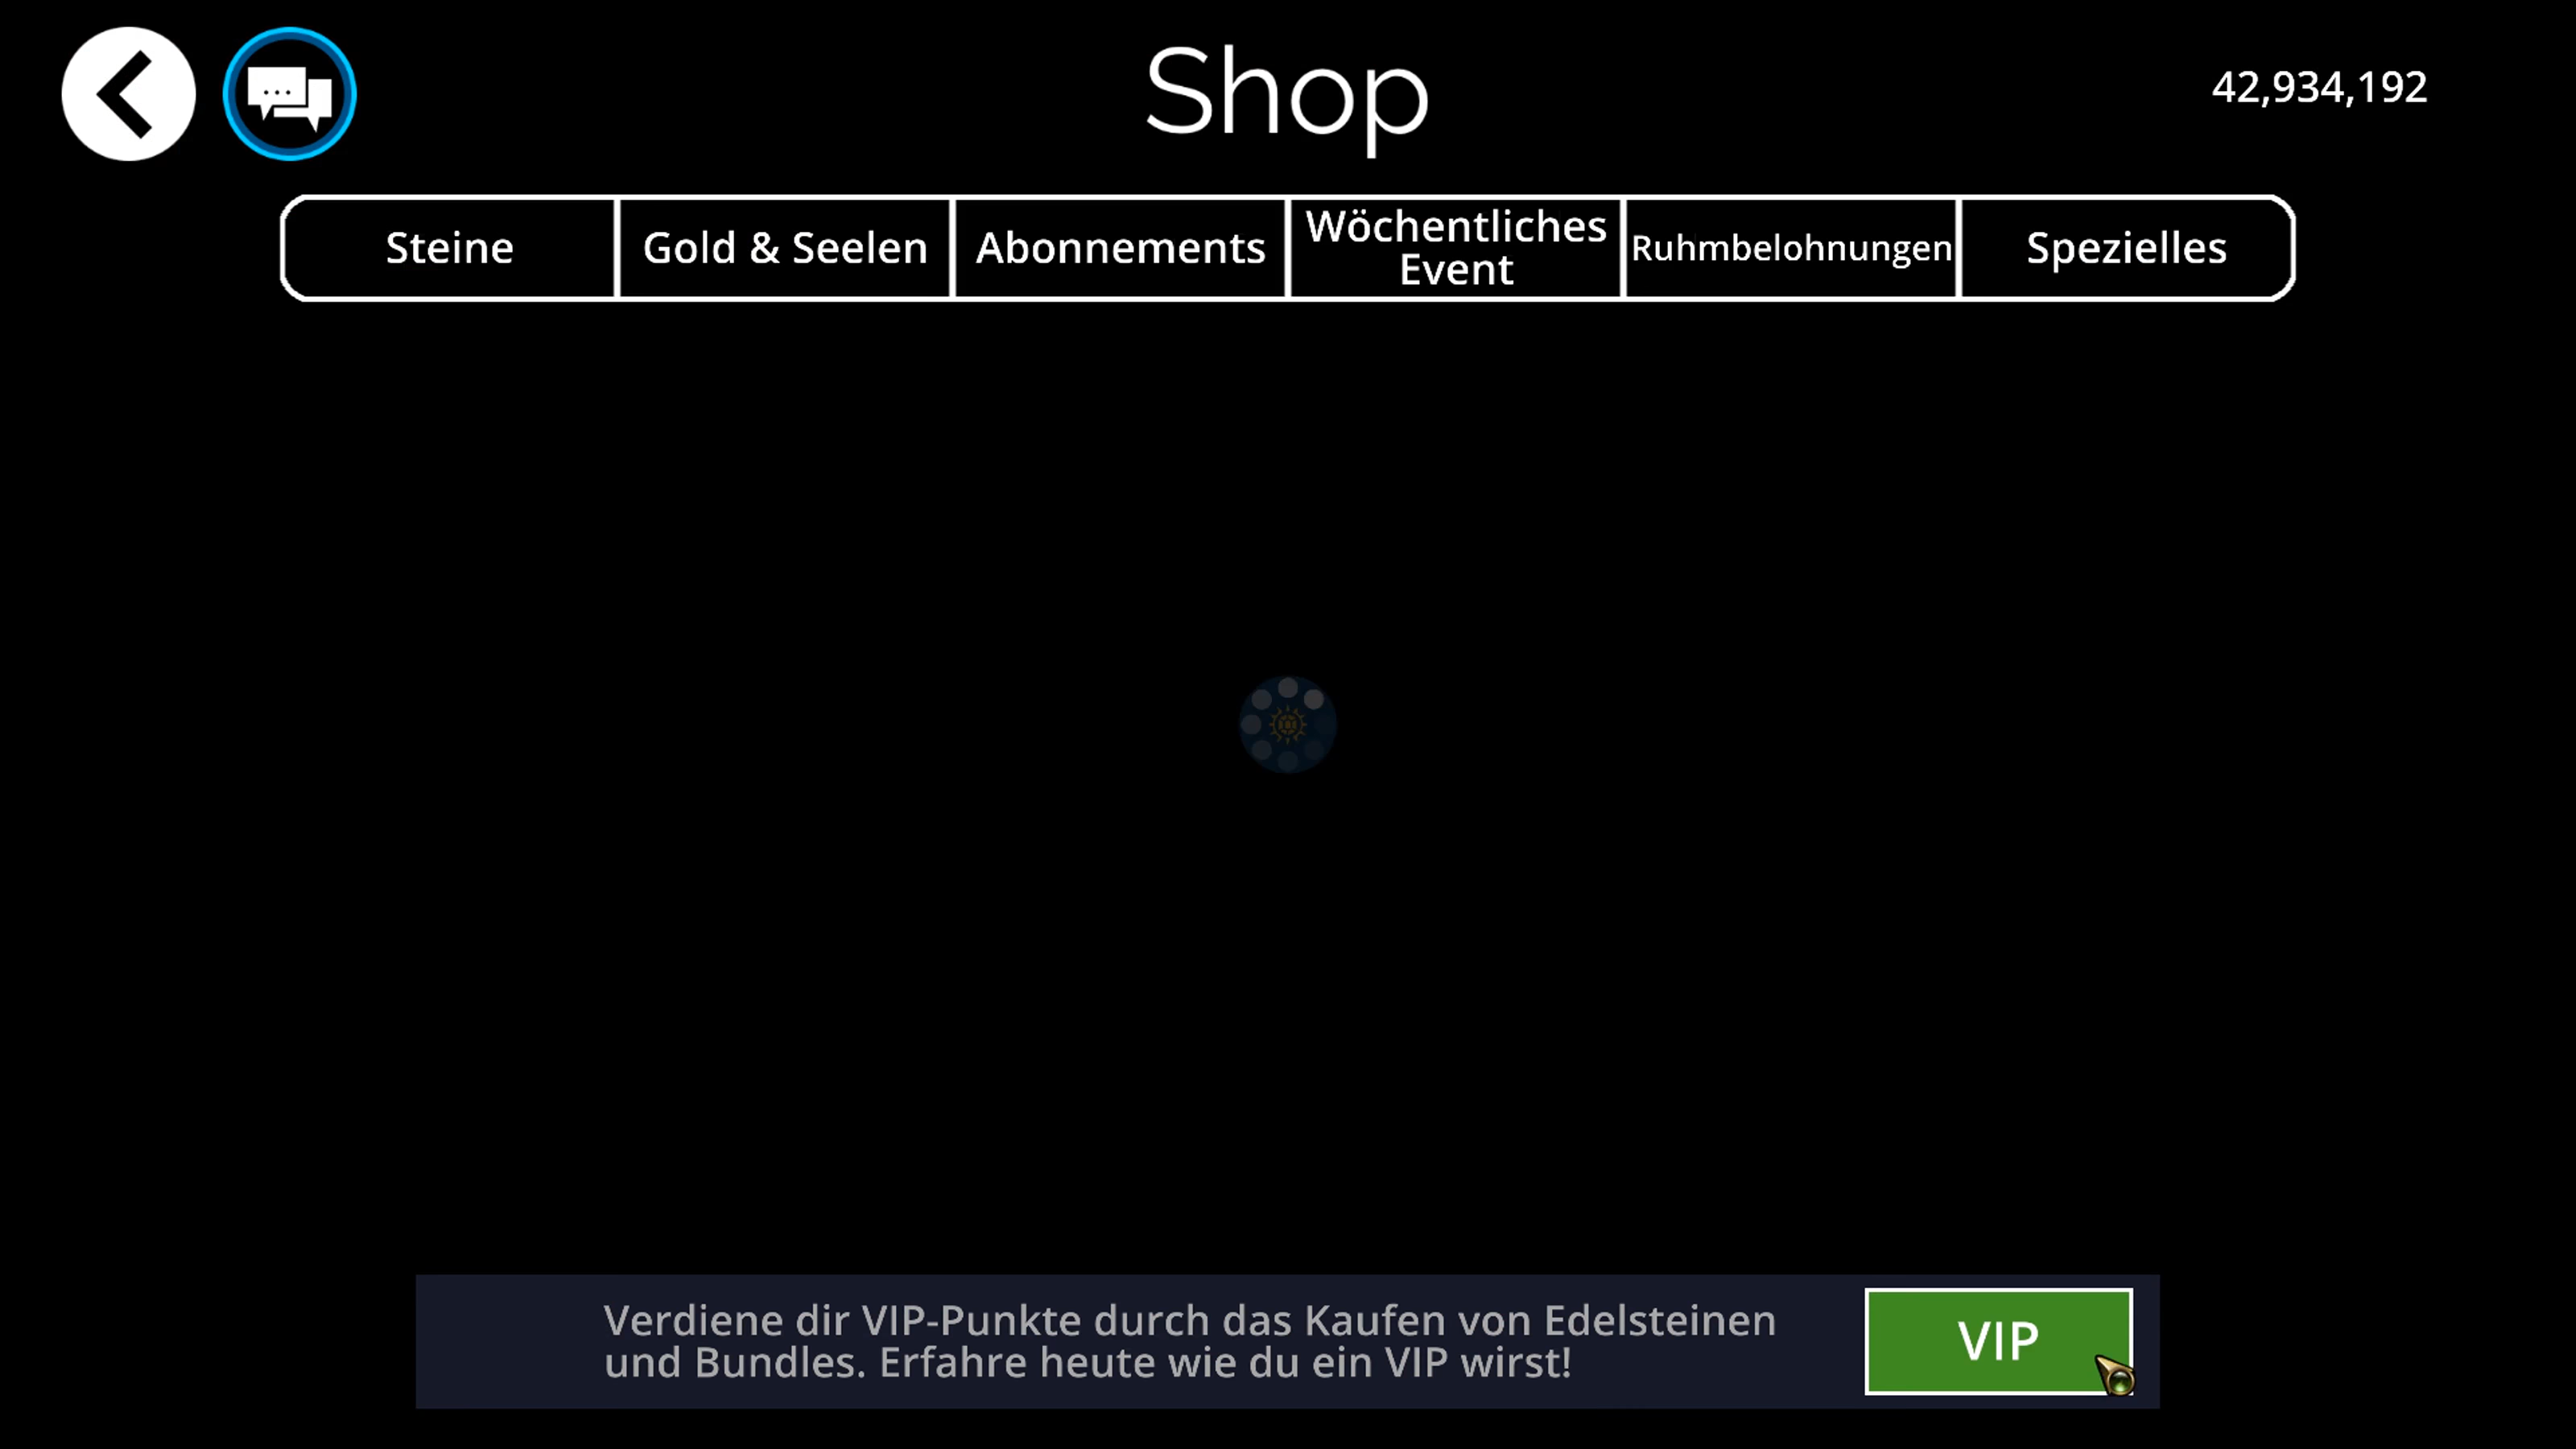 Shop
42,934,192
Steine
Gold & Seelen
Abonnements
Wöchentliches
Event
Ruhmbelohnungen
Spezielles
Verdiene dir VIP-Punkte durch das Kaufen von Edelsteinen
und Bundles. Erfahre heute wie du ein VIP wirst!
VIP